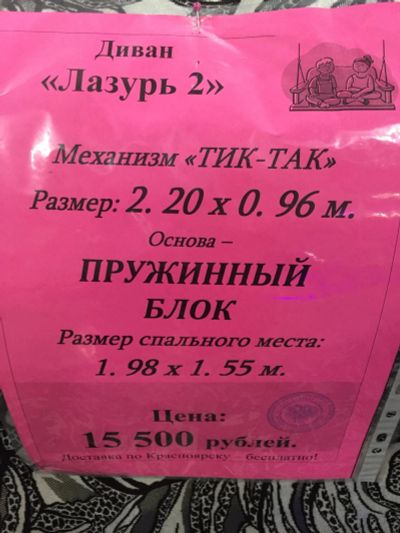 Диван
«Лазурь 2»
Механизм «ТИК-ТАК»
Размер: 2. 20 х 0. 96 м.
Основа –
ПРУЖИННЫЙ
БЛОК
Размер спального места:
1. 98 х 1. 55 м.
Цена:
15 500 рублей.
Доставка по Красноярску – бесплатно!